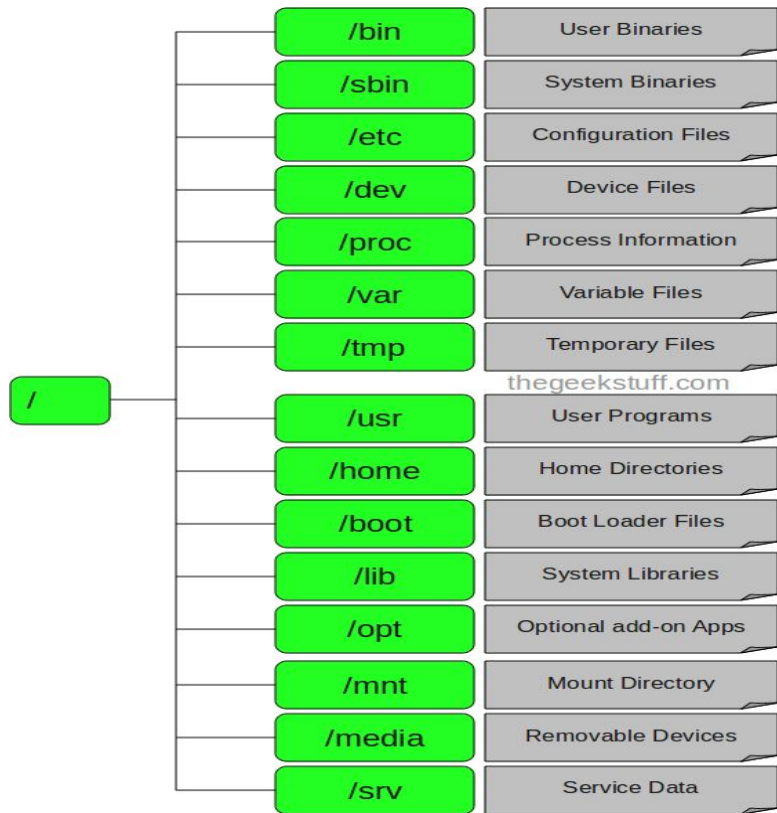 /bin User Binaries
/sbin System Binaries
/etc Configuration Files
/dev Device Files
/proc Process Information
/var Variable Files
/tmp Temporary Files
thegeekstuff.com
/
/usr User Programs
/home Home Directories
/boot Boot Loader Files
/lib System Libraries
/opt Optional add-on Apps
/mnt Mount Directory
/media Removable Devices
/srv Service Data